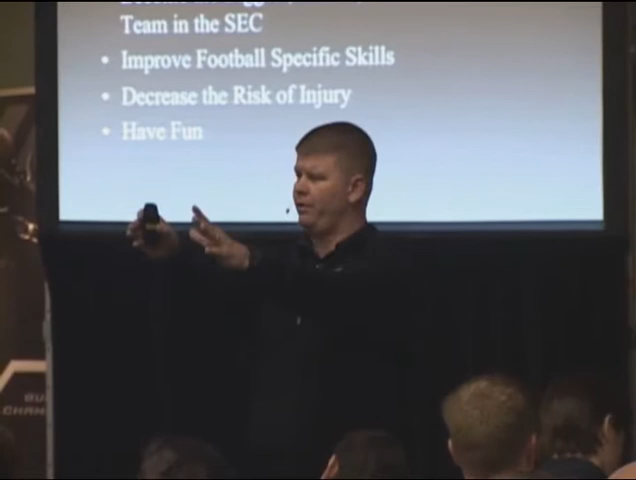 Team in the SEC
• Improve Football Specific Skills
• Decrease the Risk of Injury
• Have Fun